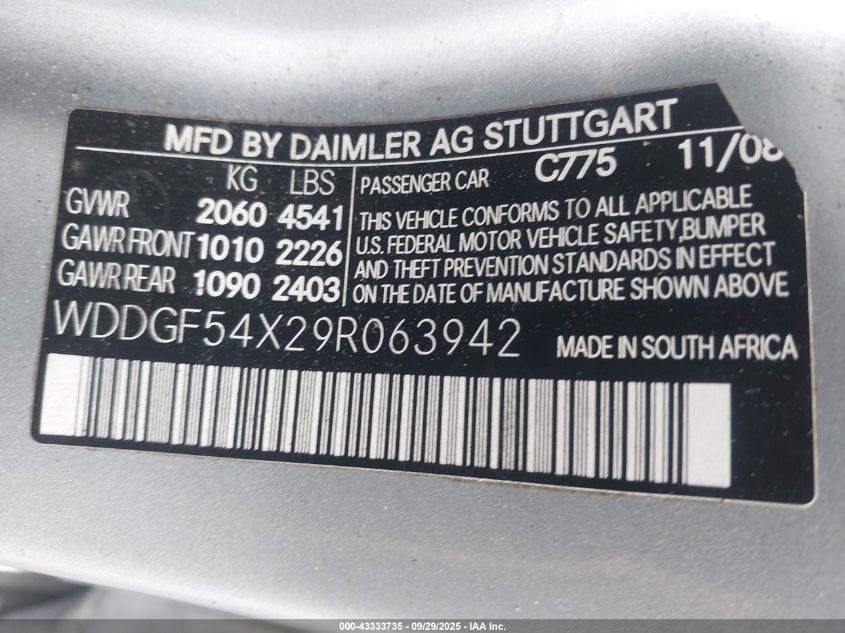 MFD BY DAIMLER AG STUTTGART
KG LBS PASSENGER CAR C775 11/08
GVWR 2060 4541
GAWR FRONT 1010 2226
GAWR REAR 1090 2403
THIS VEHICLE CONFORMS TO ALL APPLICABLE
U.S. FEDERAL MOTOR VEHICLE SAFETY, BUMPER
AND THEFT PREVENTION STANDARDS IN EFFECT
ON THE DATE OF MANUFACTURE SHOWN ABOVE
WDDGF54X29R063942 MADE IN SOUTH AFRICA
000-43333735 - 09/29/2025 - IAA Inc.